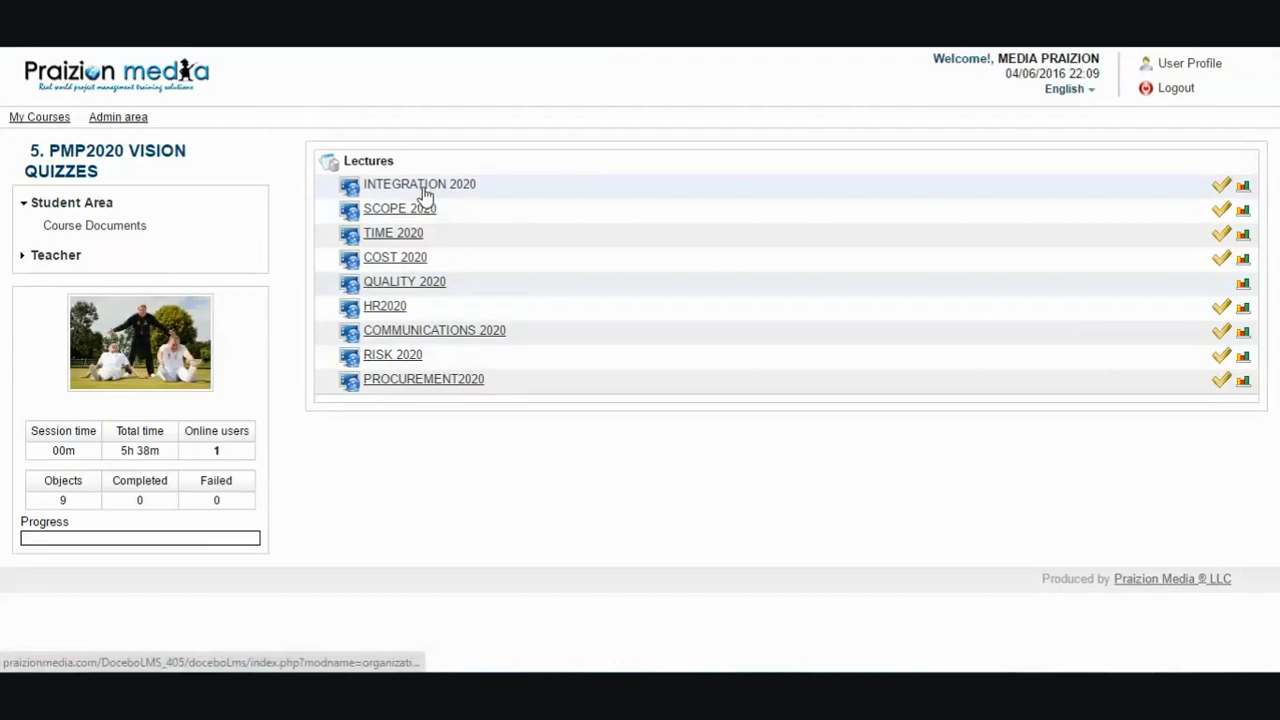 Praizion media
Real world project management training solutions
Welcome!, MEDIA PRAIZION
04/06/2016 22:09
English
User Profile
Logout
My Courses
Admin area
5. PMP2020 VISION
QUIZZES
Student Area
Course Documents
Teacher
Session time
Total time
Online users
00m
5h 38m
1
Objects
Completed
Failed
9
0
0
Progress
Lectures
INTEGRATION 2020
SCOPE 2020
TIME 2020
COST 2020
QUALITY 2020
HR2020
COMMUNICATIONS 2020
RISK 2020
PROCUREMENT2020
Produced by Praizion Media ® LLC
praizionmedia.com/DoceboLMS_405/doceboLms/index.php?modname=organizati...